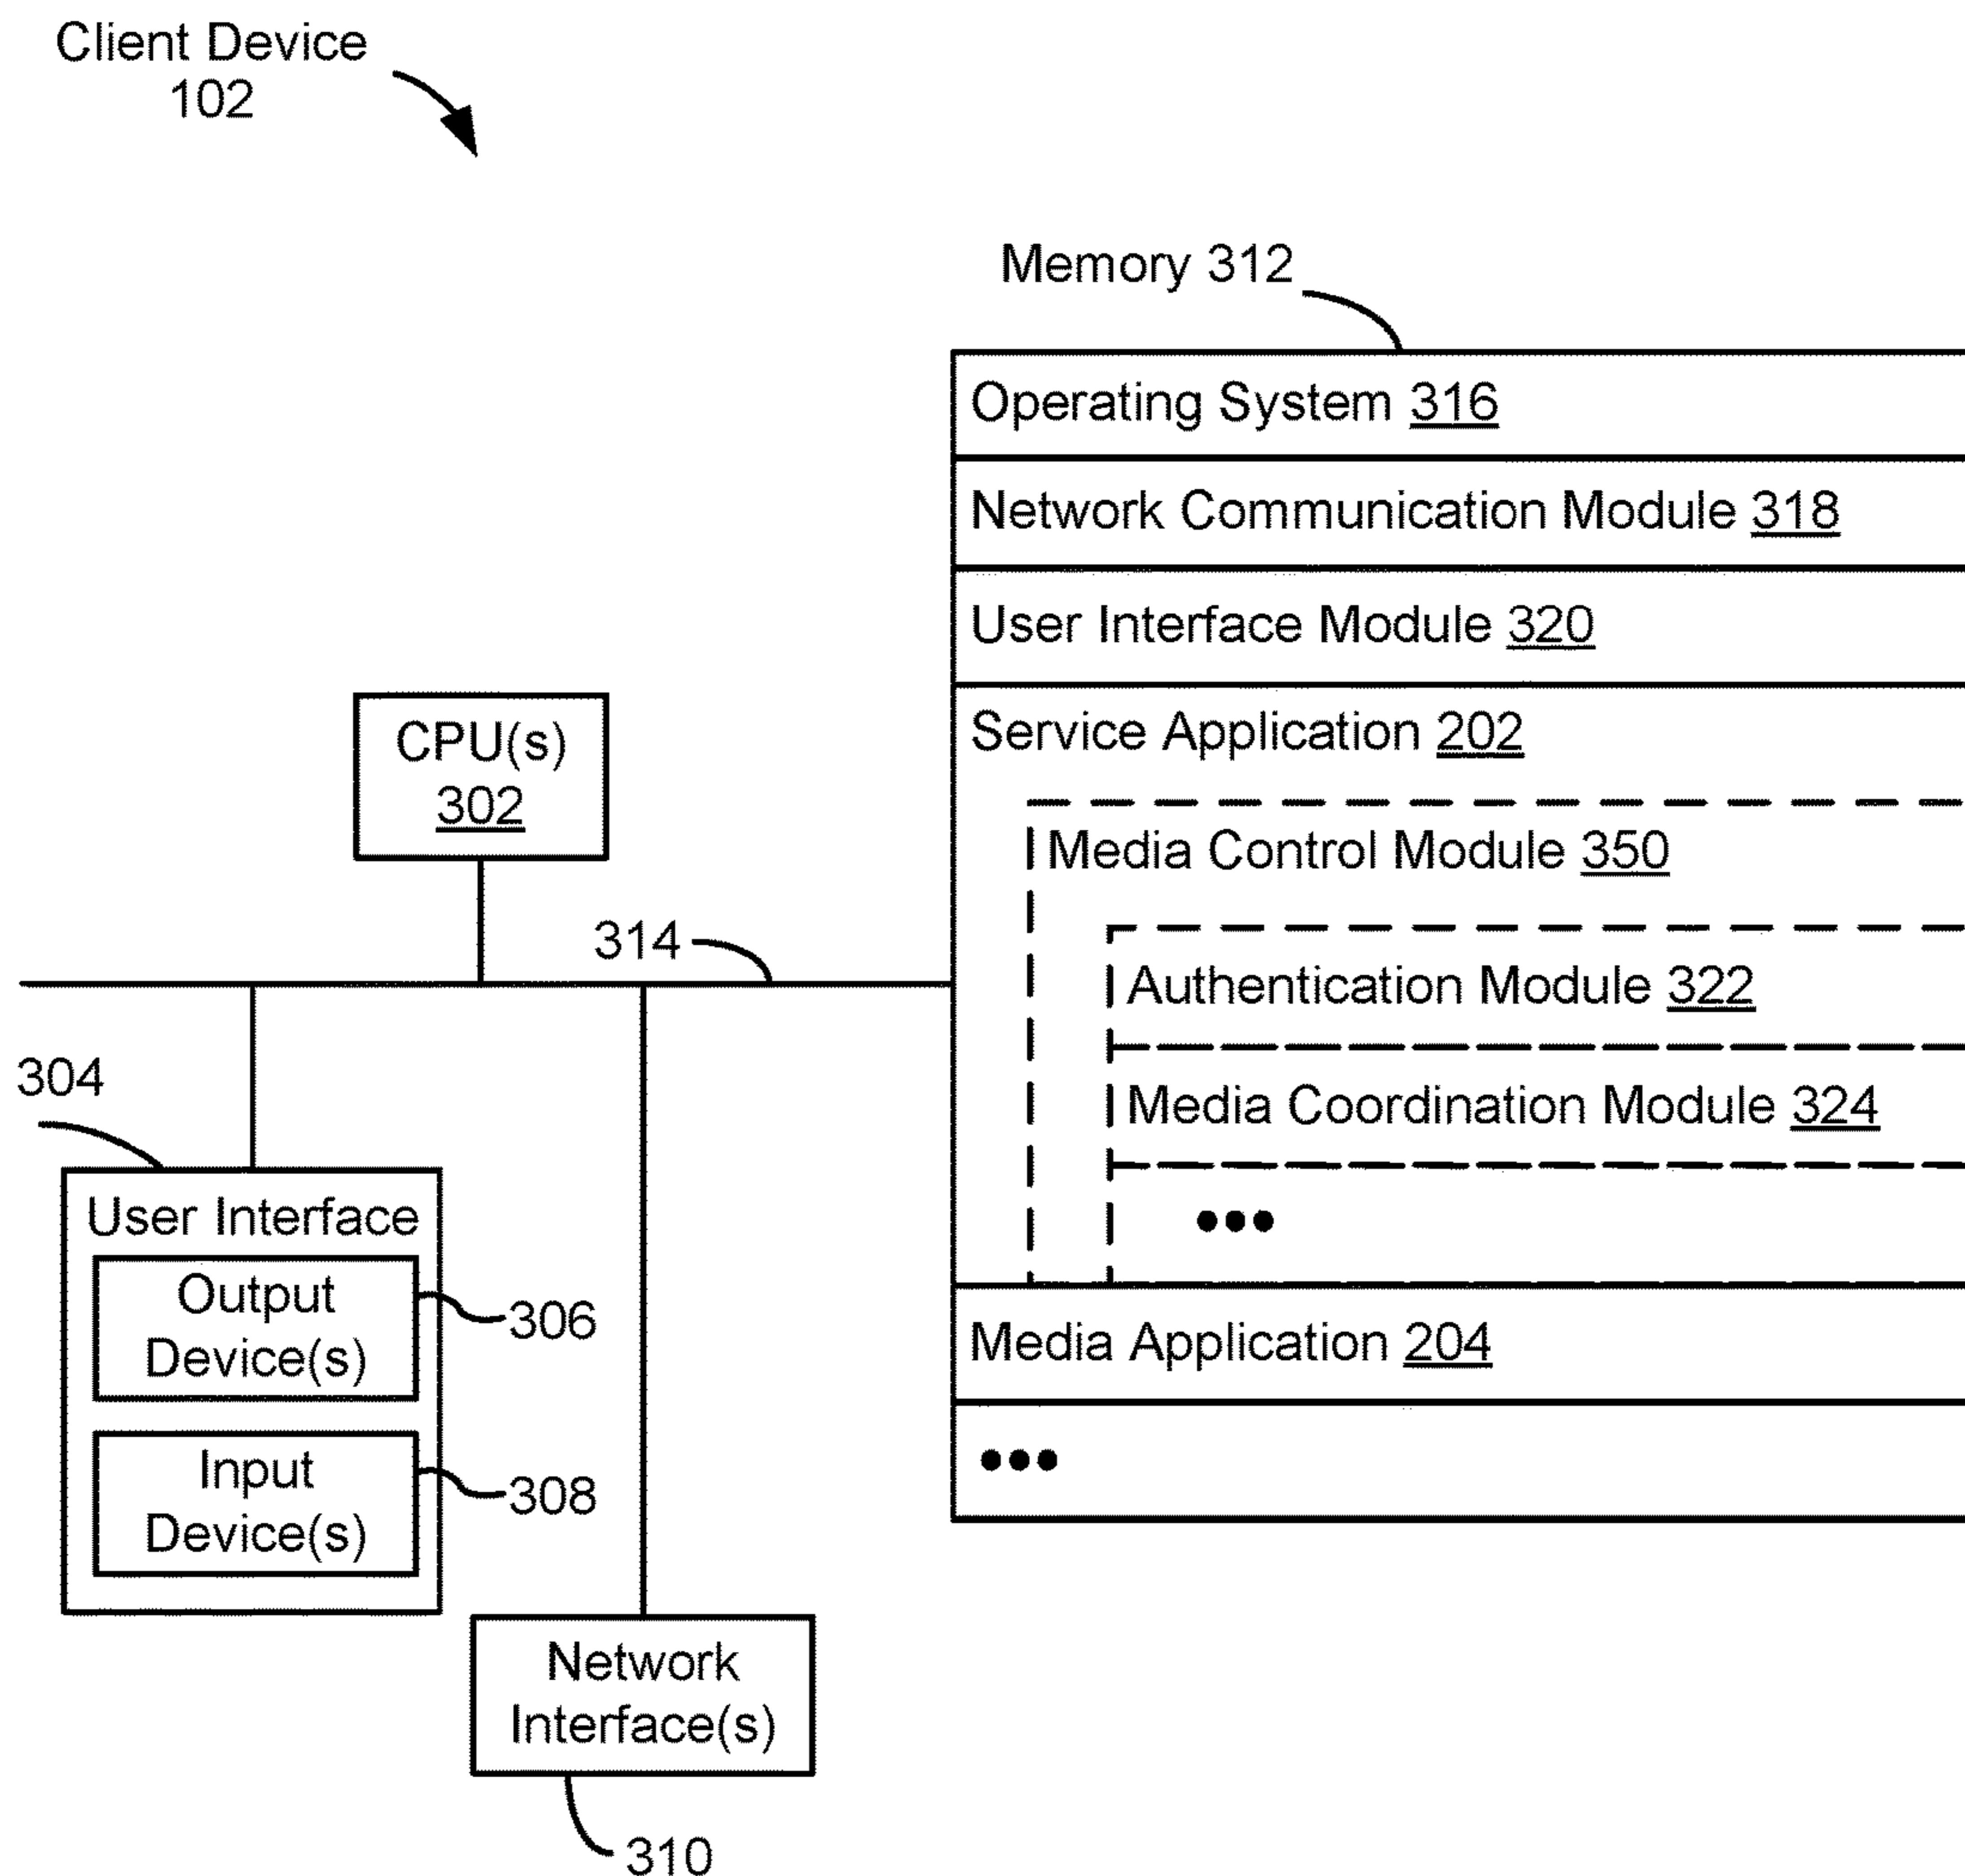 Client Device
102
Memory 312
Operating System 316
Network Communication Module 318
User Interface Module 320
Service Application 202
Media Control Module 350
Authentication Module 322
Media Coordination Module 324
•••
Media Application 204
•••
CPU(s)
302
314
304
User Interface
Output
Device(s)
306
Input
Device(s)
308
Network
Interface(s)
310